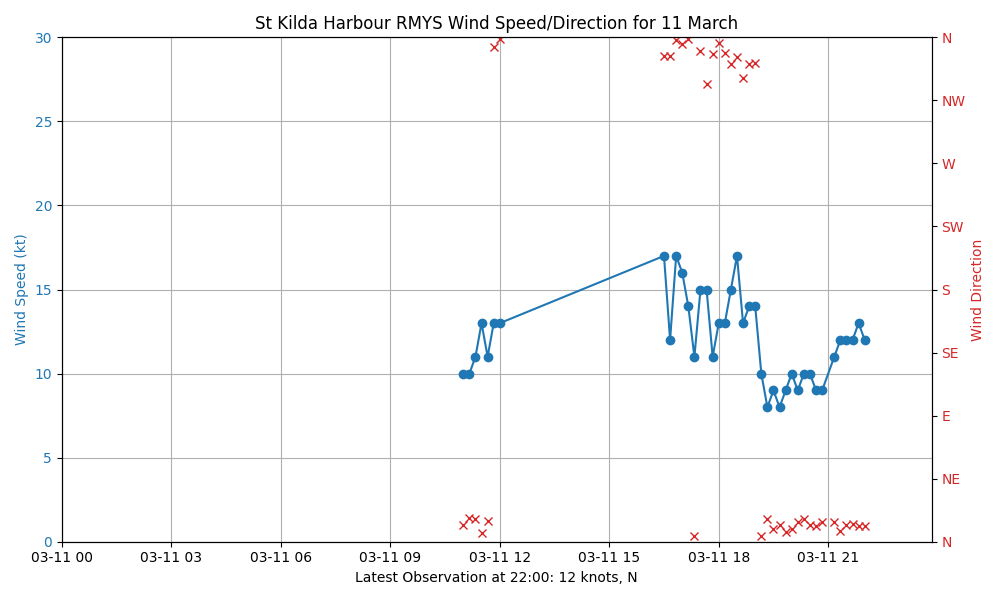 St Kilda Harbour RMYS Wind Speed/Direction for 11 March
30
25
20
15
10
5
0
Wind Speed (kt)
N
NW
W
SW
S
SE
E
NE
N
Wind Direction
03-11 00
03-11 03
03-11 06
03-11 09
03-11 12
03-11 15
03-11 18
03-11 21
Latest Observation at 22:00: 12 knots, N